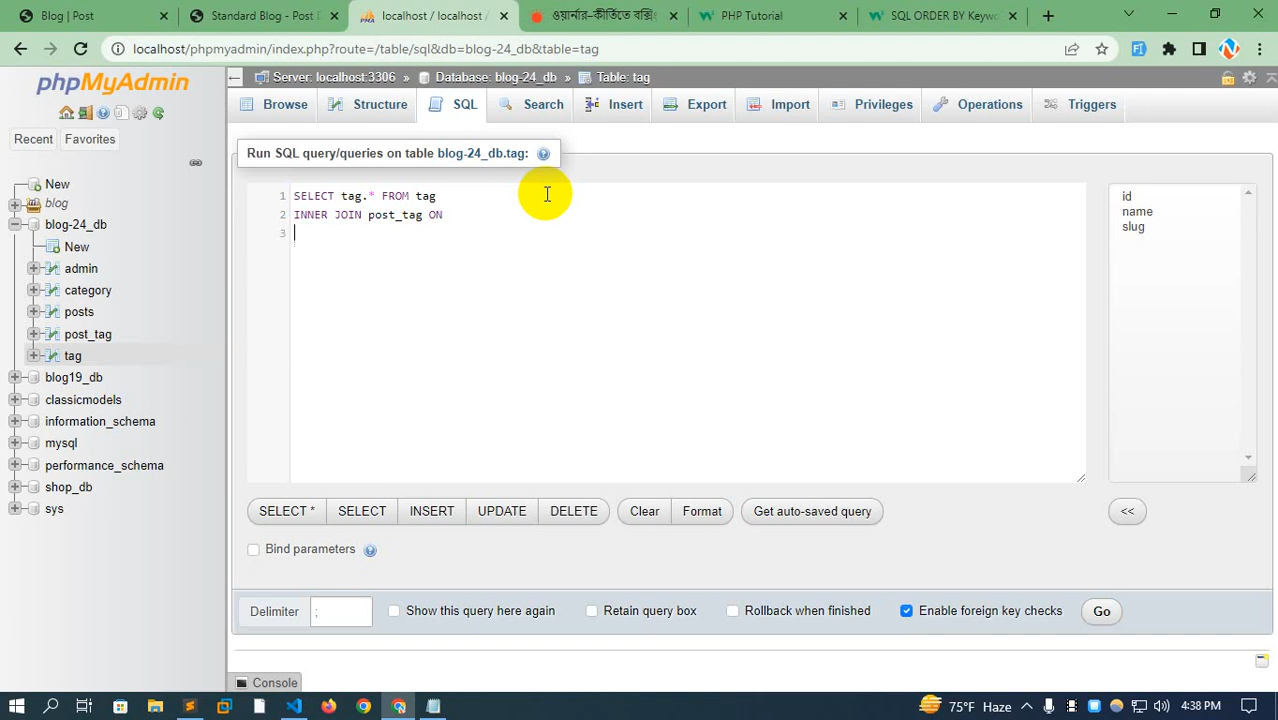 Blog | Post
Standard Blog - Post D
localhost / localhost /
ওয়ার্নার–কীর্তিতে বক্সিং
PHP Tutorial
SQL ORDER BY Keywo
localhost/phpmyadmin/index.php?route=/table/sql&db=blog-24_db&table=tag
phpMyAdmin
Server: localhost:3306 » Database: blog-24_db » Table: tag
Browse Structure SQL Search Insert Export Import Privileges Operations Triggers
Recent Favorites
New
blog
blog-24_db
New
admin
category
posts
post_tag
tag
blog19_db
classicmodels
information_schema
mysql
performance_schema
shop_db
sys
Run SQL query/queries on table blog-24_db.tag:
1 SELECT tag.* FROM tag
2 INNER JOIN post_tag ON
3
id
name
slug
SELECT * SELECT INSERT UPDATE DELETE Clear Format Get auto-saved query <<
Bind parameters
Delimiter ; Show this query here again Retain query box Rollback when finished Enable foreign key checks Go
Console
75°F Haze 4:38 PM